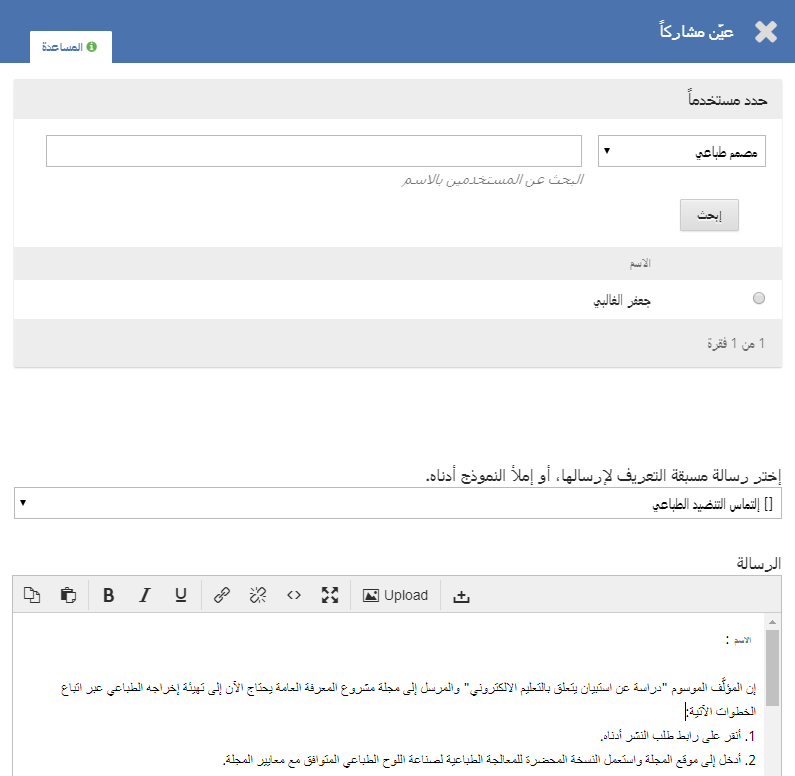 عيّن مشاركاً
المساعدة
حدد مستخدماً
مصمم طباعي
البحث عن المستخدمين بالاسم
إبحث
الاسم
جعفر الغالبي
1 من 1 فقرة
إختر رسالة مسبقة التعريف لإرسالها، أو إملأ النموذج أدناه.
[] إلتماس التنضيد الطباعي
الرسالة
B I U <> Upload
الاسم :
إن المؤلَّف الموسوم "دراسة عن استبيان يتعلق بالتعليم الالكتروني" والمرسل إلى مجلة مشروع المعرفة العامة يحتاج الآن إلى تهيئة إخراجه الطباعي عبر اتباع
الخطوات الآتية:
1. أنقر على رابط طلب النشر أدناه.
2. أدخل إلى موقع المجلة واستعمل النسخة المحضرة للمعالجة الطباعية لصناعة اللوح الطباعي المتوافق مع معايير المجلة.